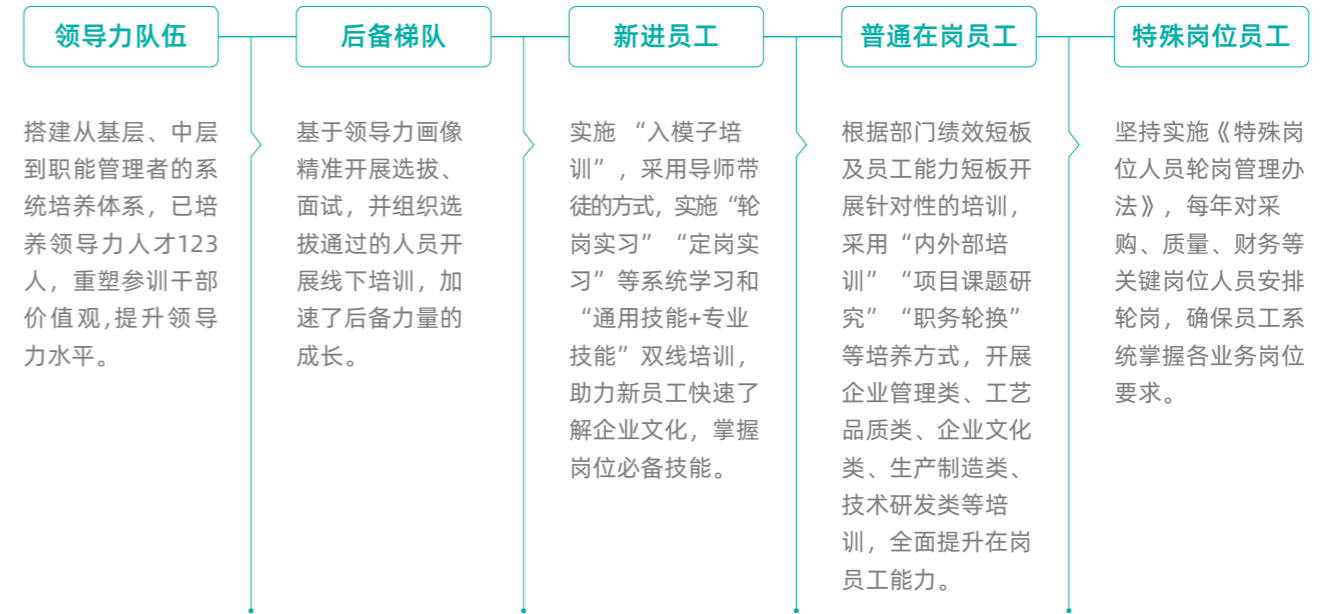 领导力队伍
搭建从基层、中层
到职能管理者的系
统培养体系，已培
养领导力人才123
人，重塑参训干部
价值观,提升领导
力水平。
后备梯队
基于领导力画像
精准开展选拔、
面试，并组织选
拔通过的人员开
展线下培训，加
速了后备力量的
成长。
新进员工
实施 “入模子培
训”，采用导师带
徒的方式，实施“轮
岗实习”“定岗实
习”等系统学习和
“通用技能+专业
技能”双线培训，
助力新员工快速了
解企业文化，掌握
岗位必备技能。
普通在岗员工
根据部门绩效短板
及员工能力短板开
展针对性的培训，
采用“内外部培
训”“项目课题研
究”“职务轮换”
等培养方式，开展
企业管理类、工艺
品质类、企业文化
类、生产制造类、
技术研发类等培
训，全面提升在岗
员工能力。
特殊岗位员工
坚持实施《特殊岗
位人员轮岗管理办
法》，每年对采
购、质量、财务等
关键岗位人员安排
轮岗，确保员工系
统掌握各业务岗位
要求。